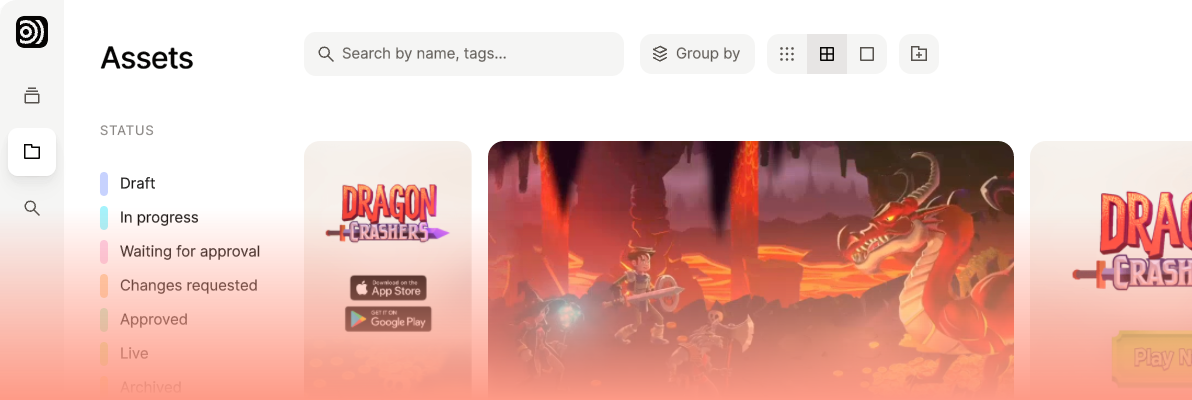 Assets
Search by name, tags...
Group by
STATUS
Draft
In progress
Waiting for approval
Changes requested
Approved
Live
Archived
DRAGON
CRASHERS
Download on the
App Store
GET IT ON
Google Play
DRA
CRASH
Play N